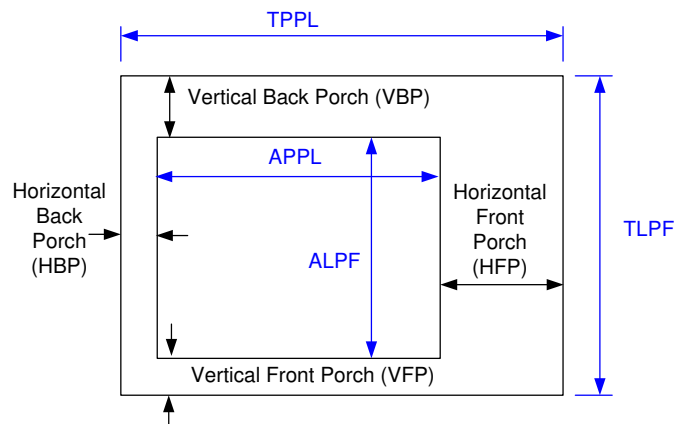 TPPL
Vertical Back Porch (VBP)
APPL
Horizontal
Back
Porch
(HBP)
Horizontal
Front
Porch
(HFP)
TLPF
ALPF
Vertical Front Porch (VFP)